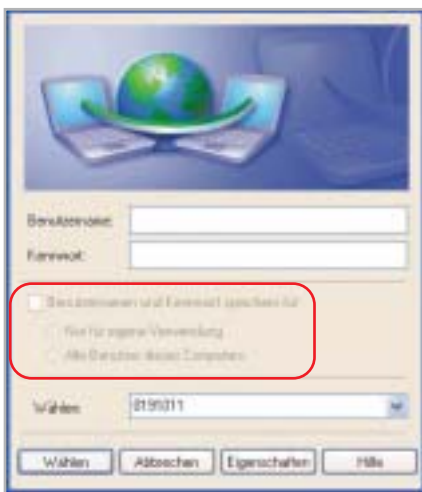 Benutzername:
Kennwort:
Benutzernamen und Kennwort speichern für
Nur für eigene Verwendung
Alle Benutzer dieses Computers
Wählen: 0191011
Wählen Abbrechen Eigenschaften Hilfe